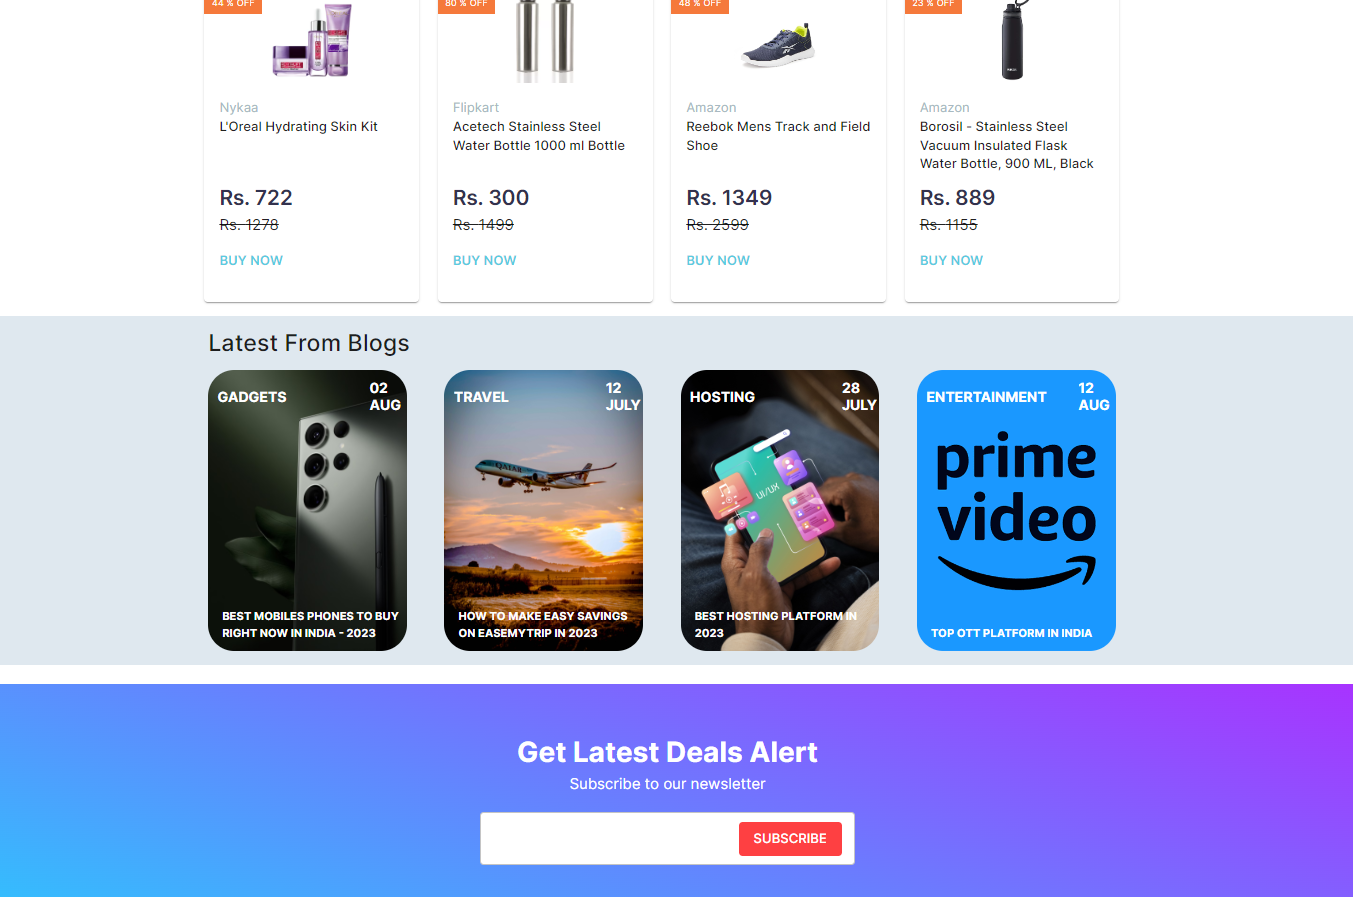 44 % OFF
80 % OFF
48 % OFF
23 % OFF
Nykaa
L'Oreal Hydrating Skin Kit
Rs. 722
Rs. 1278
BUY NOW
Flipkart
Acetech Stainless Steel
Water Bottle 1000 ml Bottle
Rs. 300
Rs. 1499
BUY NOW
Amazon
Reebok Mens Track and Field
Shoe
Rs. 1349
Rs. 2599
BUY NOW
Amazon
Borosil - Stainless Steel
Vacuum Insulated Flask
Water Bottle, 900 ML, Black
Rs. 889
Rs. 1155
BUY NOW
Latest From Blogs
GADGETS
02
AUG
BEST MOBILES PHONES TO BUY
RIGHT NOW IN INDIA - 2023
TRAVEL
12
JULY
QATAR
HOW TO MAKE EASY SAVINGS
ON EASEMYTRIP IN 2023
HOSTING
28
JULY
UI/UX
BEST HOSTING PLATFORM IN
2023
ENTERTAINMENT
12
AUG
prime
video
TOP OTT PLATFORM IN INDIA
Get Latest Deals Alert
Subscribe to our newsletter
SUBSCRIBE